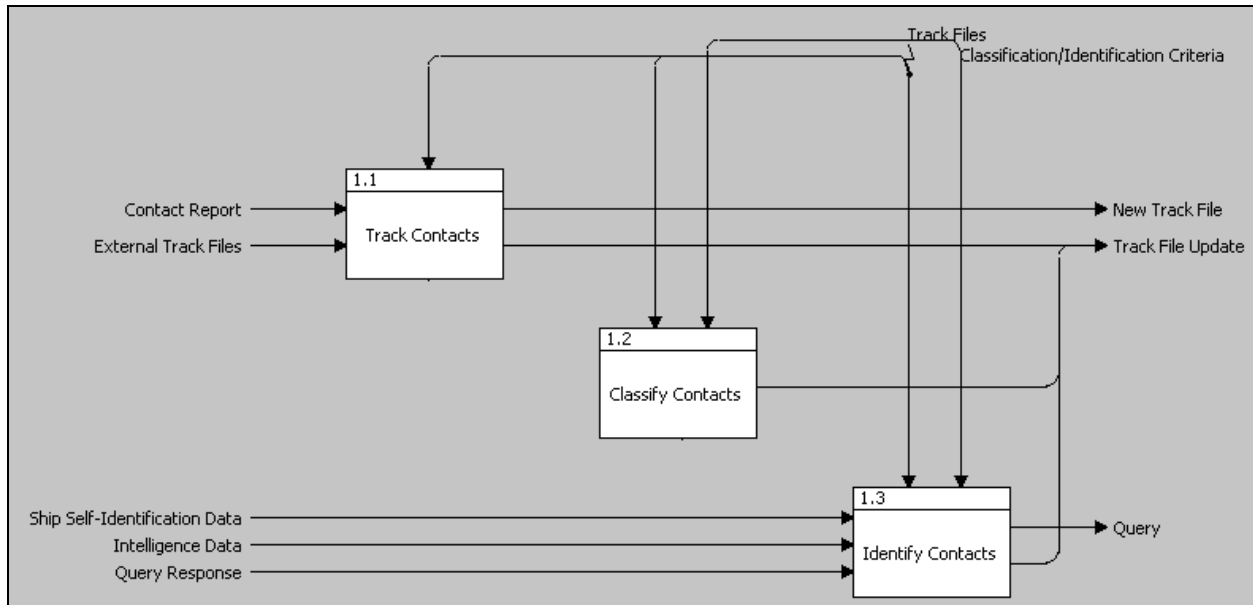 Track Files
Classification/Identification Criteria
1.1
Contact Report
Track Contacts
New Track File
External Track Files
Track File Update
1.2
Classify Contacts
1.3
Ship Self-Identification Data
Query
Intelligence Data
Identify Contacts
Query Response